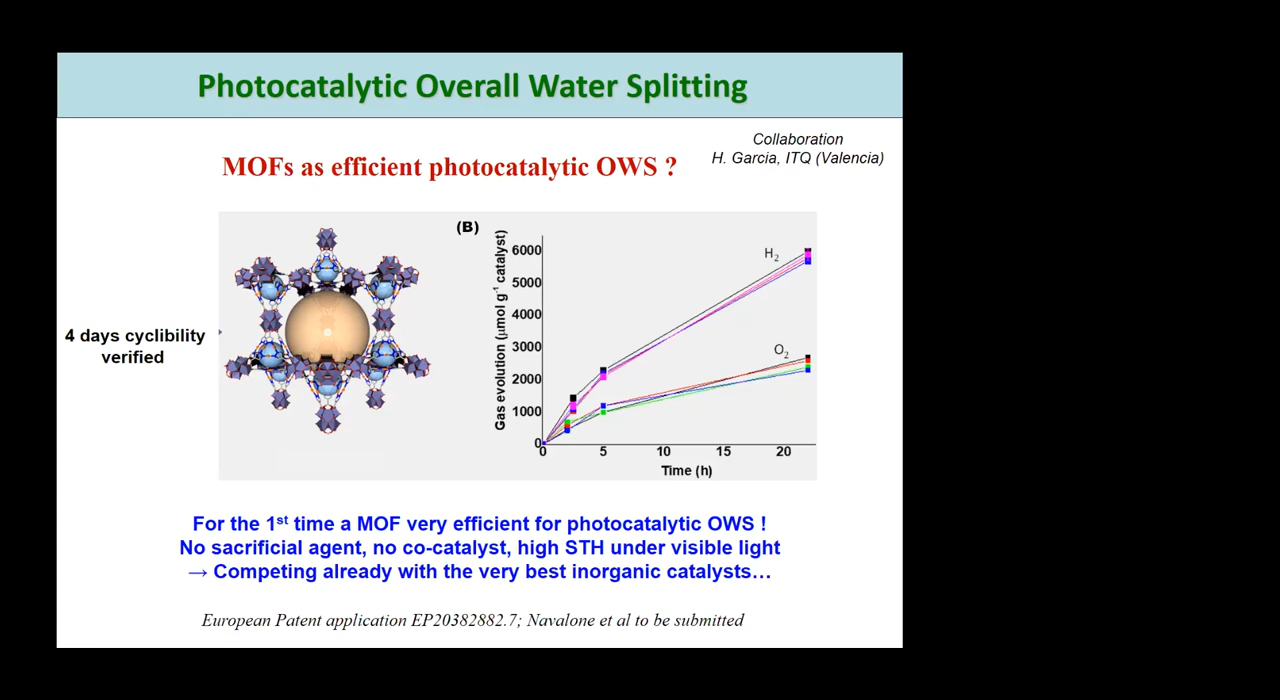 Photocatalytic Overall Water Splitting
Collaboration
H. Garcia, ITQ (Valencia)
MOFs as efficient photocatalytic OWS ?
4 days cyclibility
verified
(B)
Gas evolution (μmol g⁻¹ catalyst)
6000
5000
4000
3000
2000
1000
0
H₂
O₂
0 5 10 15 20
Time (h)
For the 1ˢᵗ time a MOF very efficient for photocatalytic OWS !
No sacrificial agent, no co-catalyst, high STH under visible light
→ Competing already with the very best inorganic catalysts…
European Patent application EP20382882.7; Navalone et al to be submitted